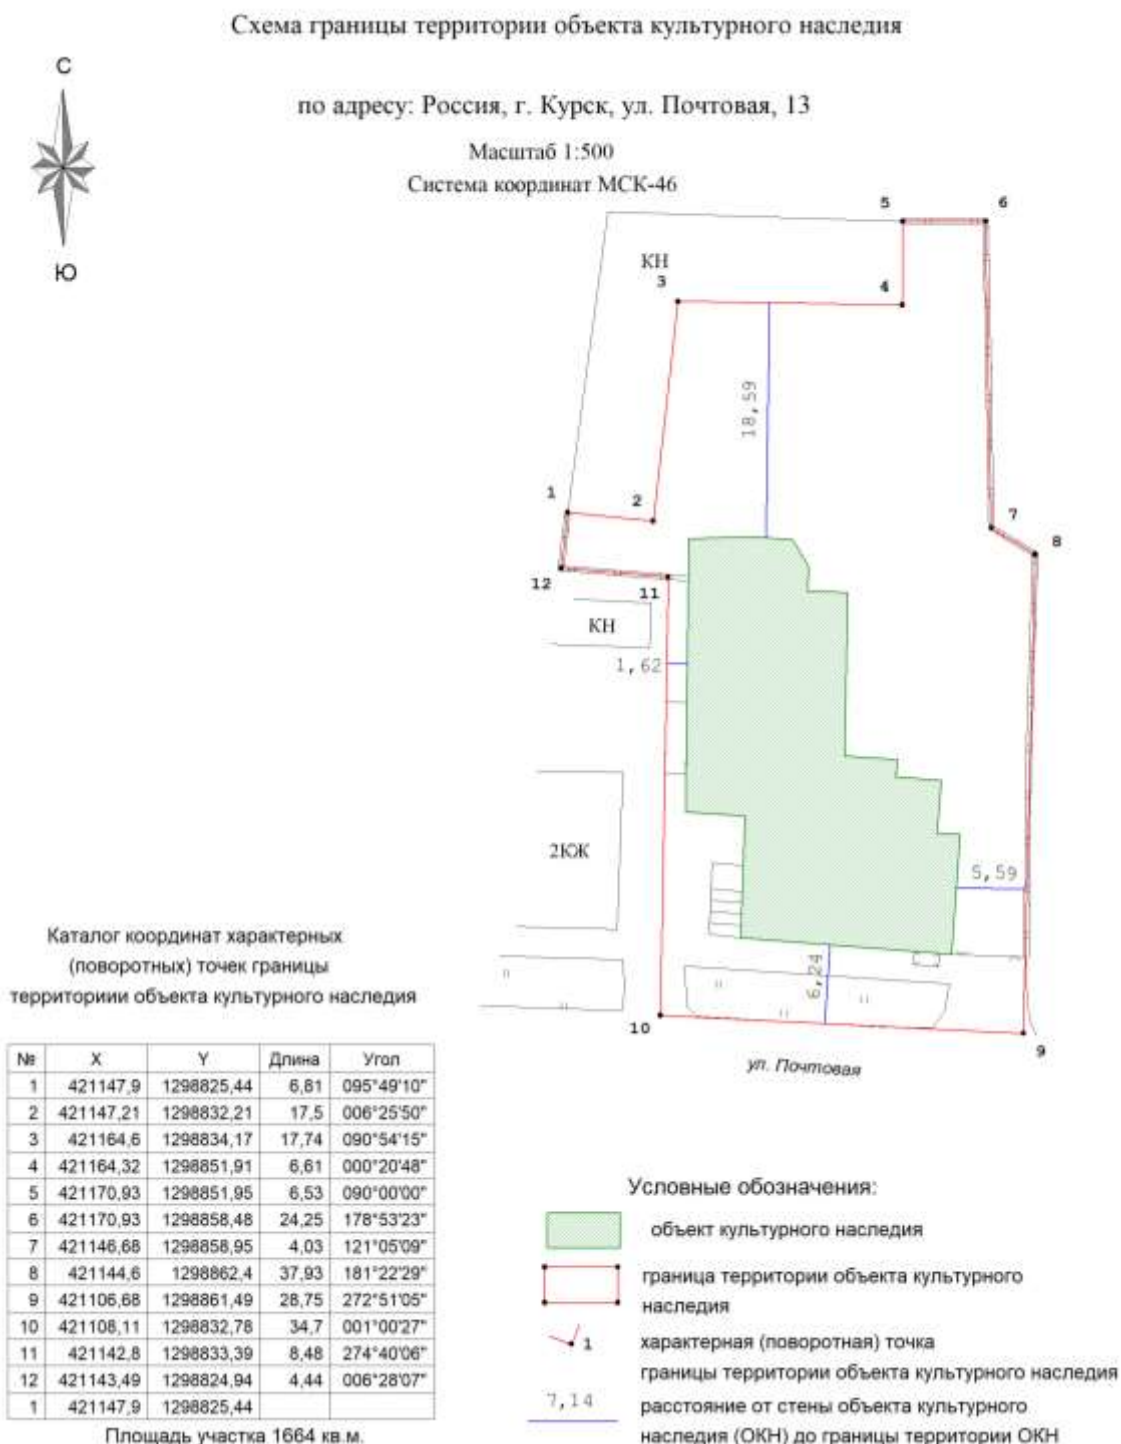 Схема границы территории объекта культурного наследия
С
Ю
по адресу: Россия, г. Курск, ул. Почтовая, 13
Масштаб 1:500
Система координат МСК-46
5
6
КН
3
4
18,59
1
2
7
8
12
11
КН
1,62
2КЖ
5,59
6,24
10
9
ул. Почтовая
Каталог координат характерных
(поворотных) точек границы
территориии объекта культурного наследия
№ X Y Длина Угол
1 421147,9 1298825,44 6,81 095°49'10"
2 421147,21 1298832,21 17,5 006°25'50"
3 421164,6 1298834,17 17,74 090°54'15"
4 421164,32 1298851,91 6,61 000°20'48"
5 421170,93 1298851,95 6,53 090°00'00"
6 421170,93 1298858,48 24,25 178°53'23"
7 421146,68 1298858,95 4,03 121°05'09"
8 421144,6 1298862,4 37,93 181°22'29"
9 421106,68 1298861,49 28,75 272°51'05"
10 421108,11 1298832,78 34,7 001°00'27"
11 421142,8 1298833,39 8,48 274°40'06"
12 421143,49 1298824,94 4,44 006°28'07"
1 421147,9 1298825,44
Площадь участка 1664 кв.м.
Условные обозначения:
объект культурного наследия
граница территории объекта культурного
наследия
1 характерная (поворотная) точка
границы территории объекта культурного наследия
7,14 расстояние от стены объекта культурного
наследия (ОКН) до границы территории ОКН